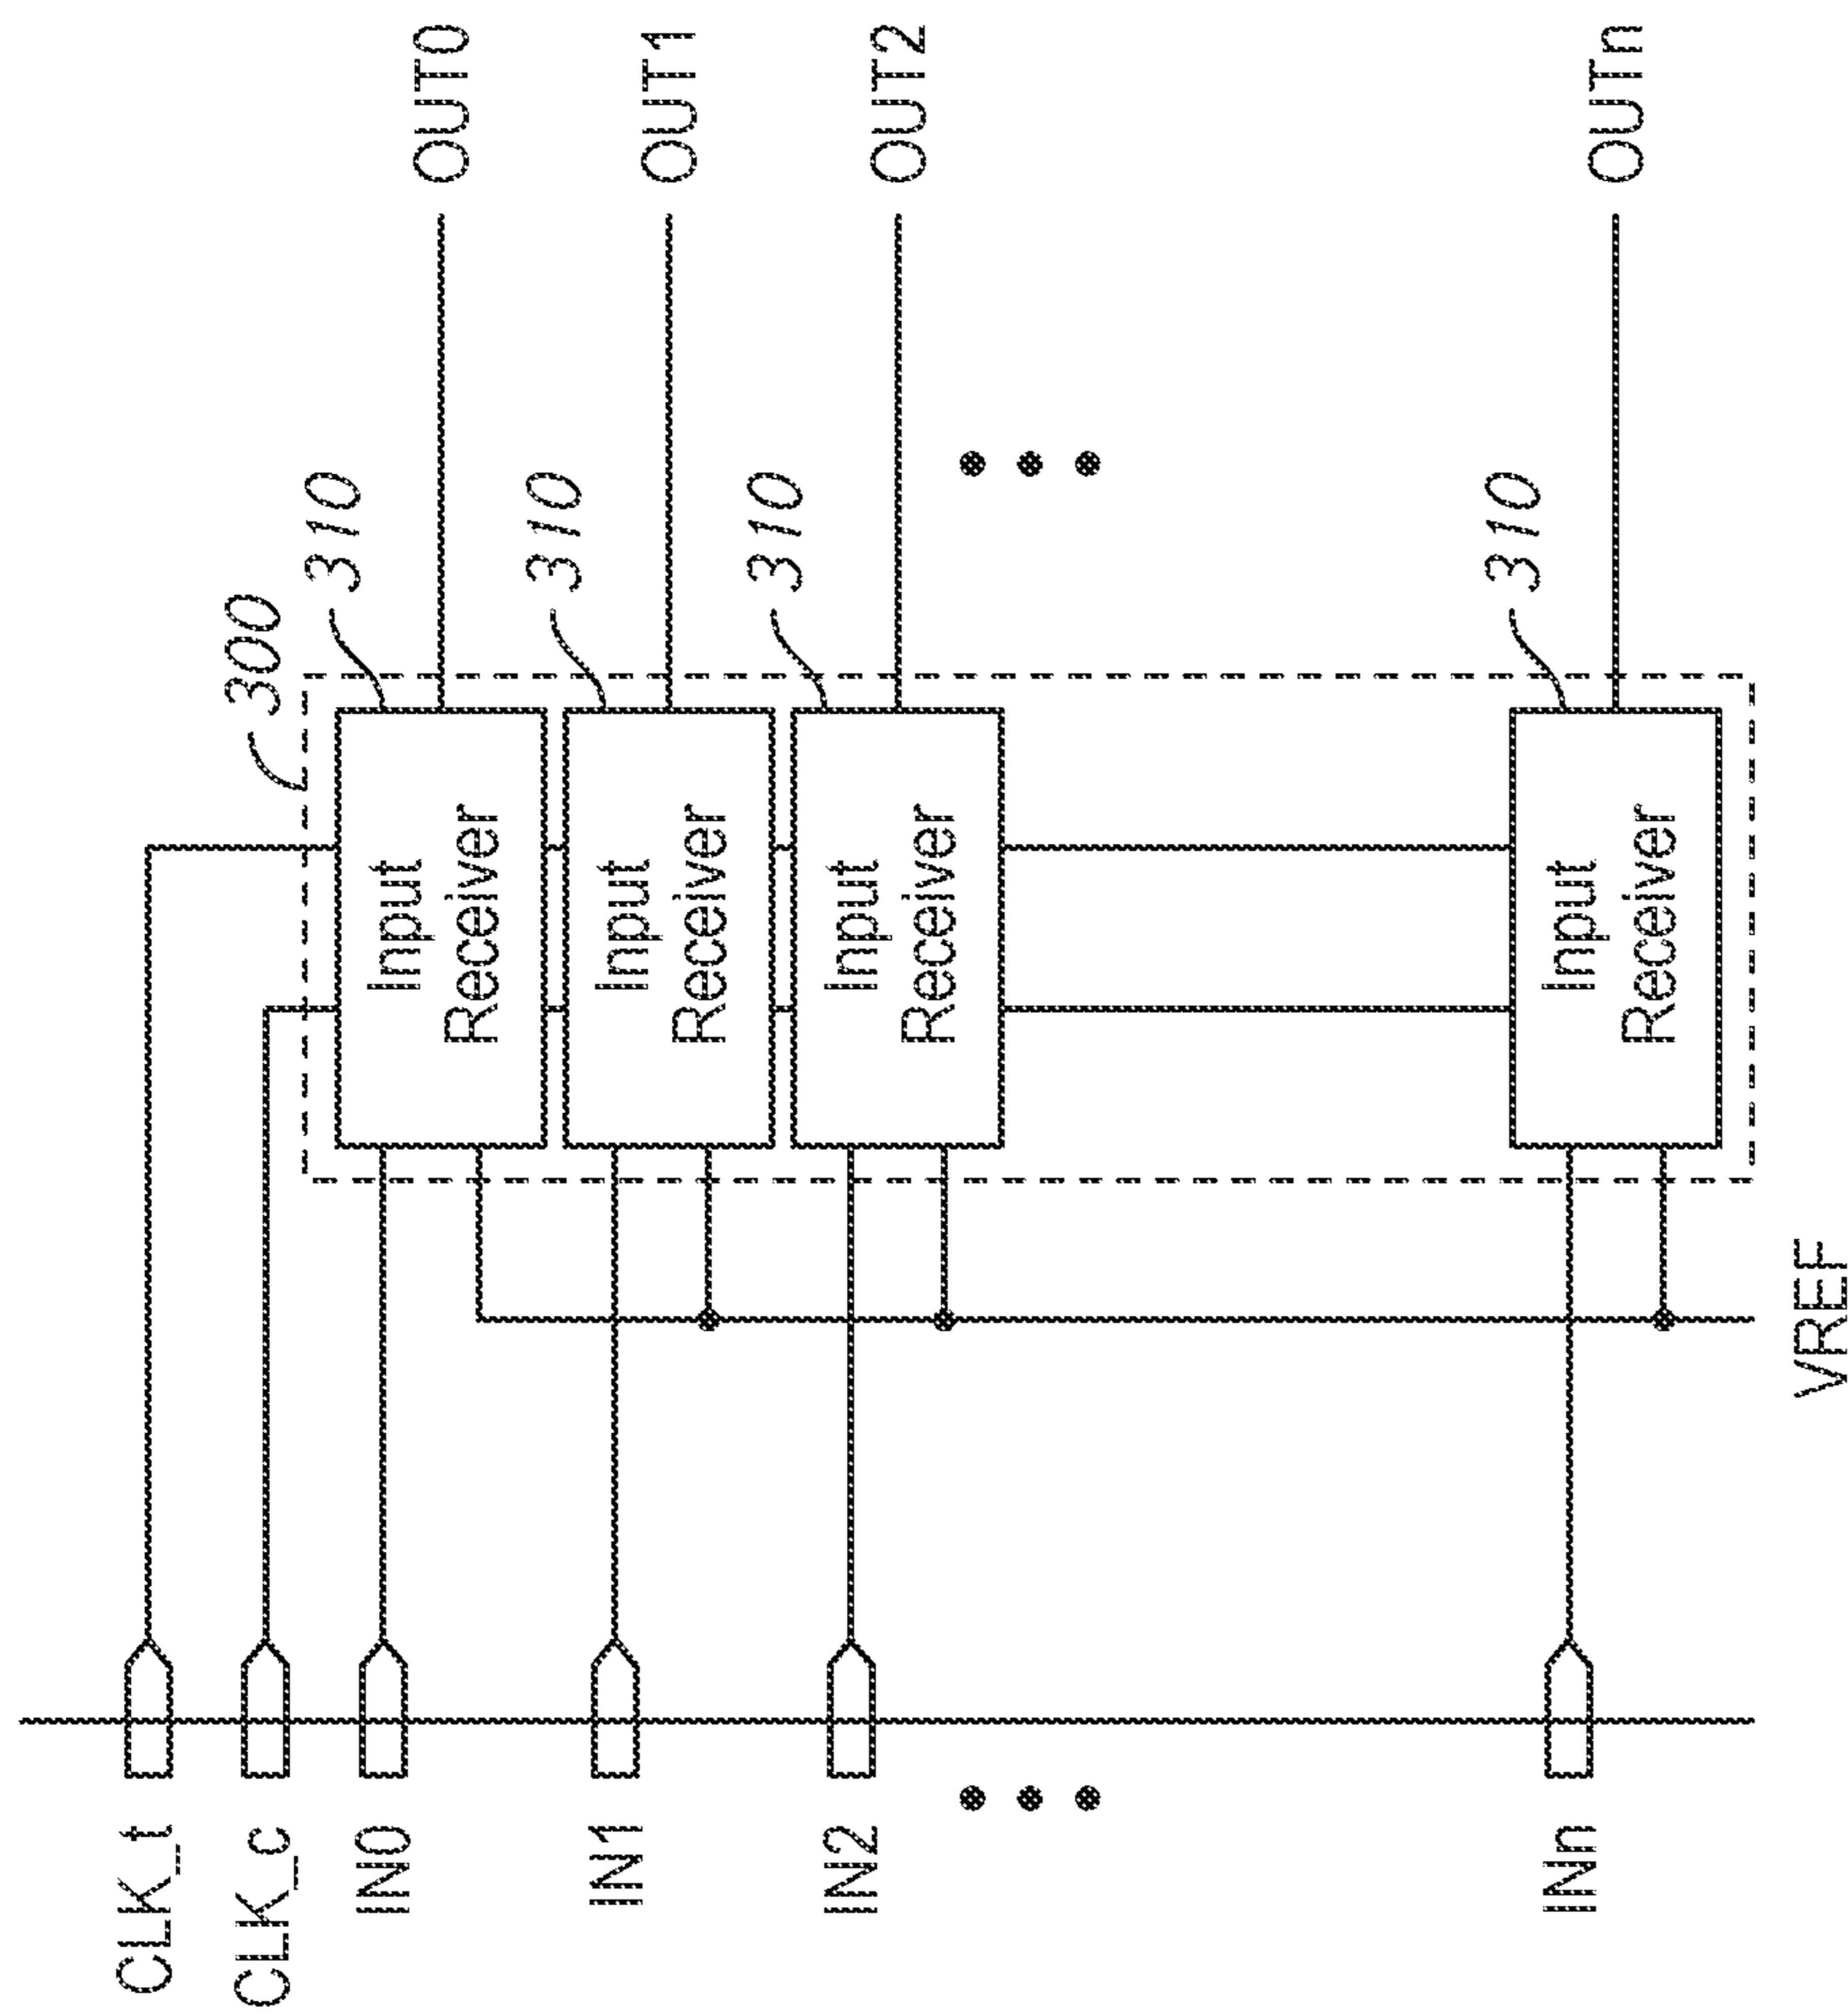 CLK_t
CLK_c
IN0
IN1
IN2
INn
VREF
300
310
Input
Receiver
310
Input
Receiver
310
Input
Receiver
310
Input
Receiver
OUT0
OUT1
OUT2
OUTn